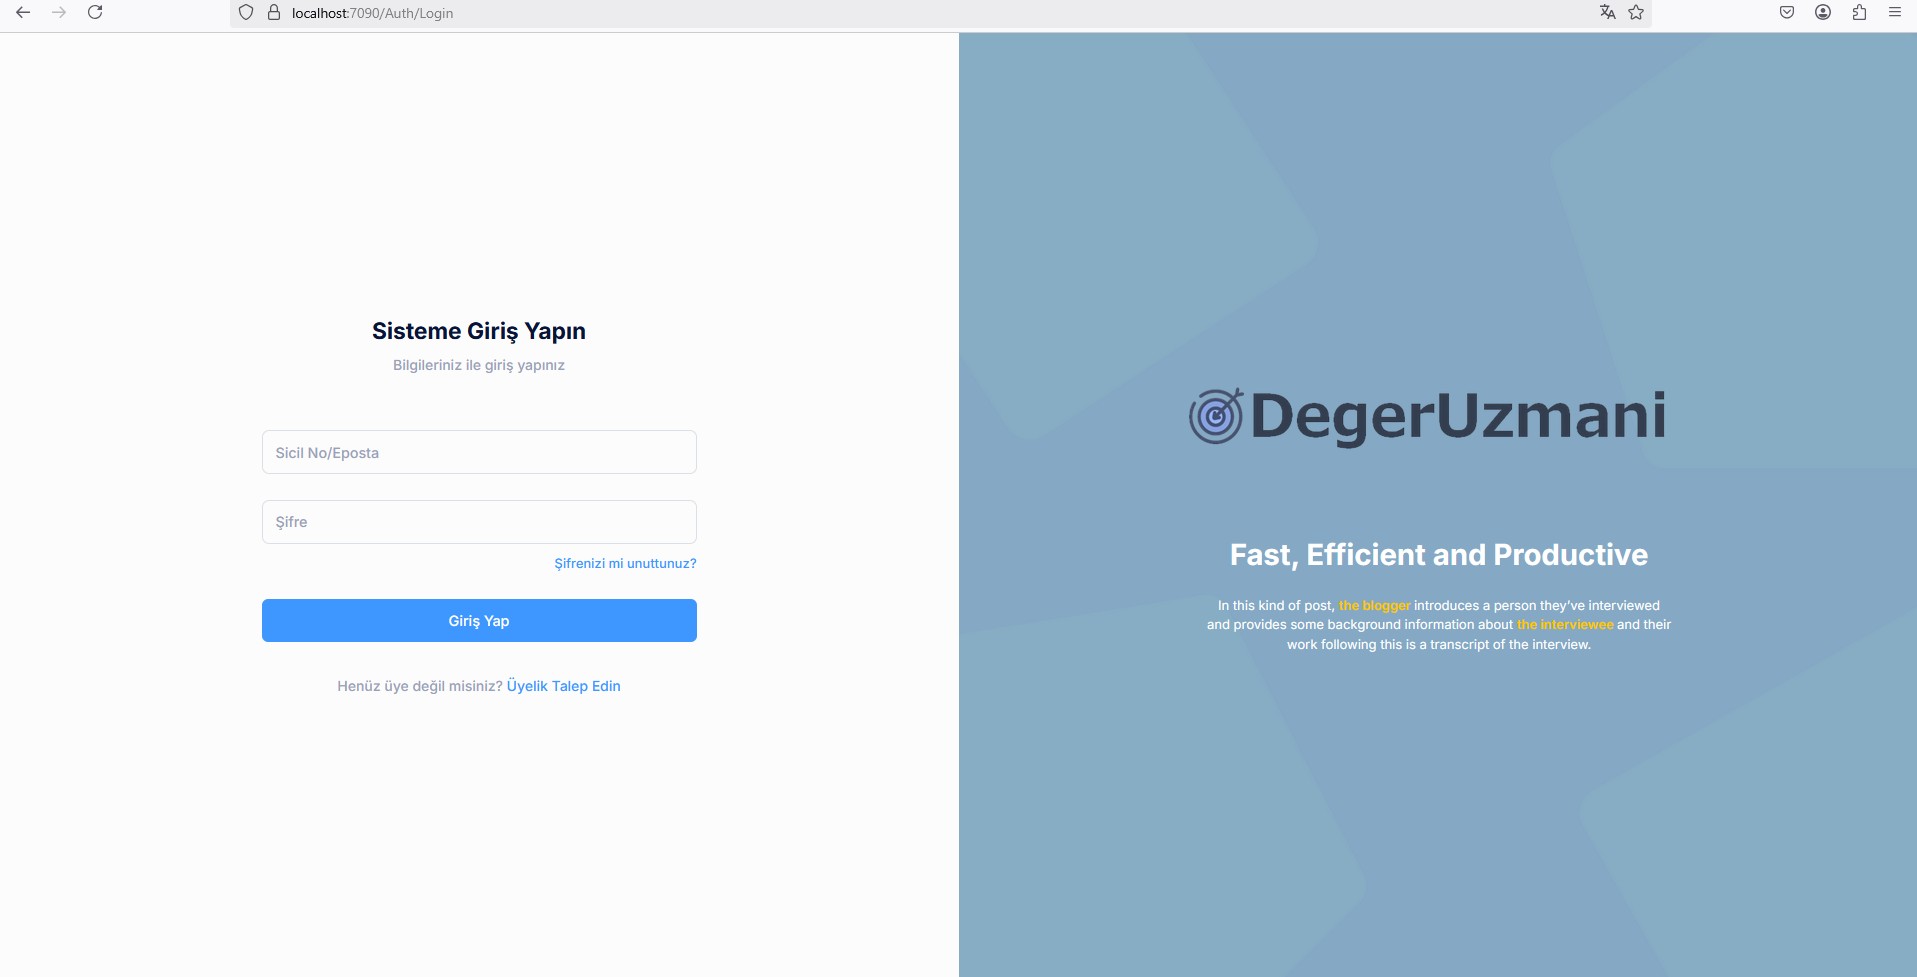 localhost:7090/Auth/Login
Sisteme Giriş Yapın
Bilgileriniz ile giriş yapınız
Sicil No/Eposta
Şifre
Şifrenizi mi unuttunuz?
Giriş Yap
Henüz üye değil misiniz? Üyelik Talep Edin
DegerUzmani
Fast, Efficient and Productive
In this kind of post, the blogger introduces a person they've interviewed
and provides some background information about the interviewee and their
work following this is a transcript of the interview.